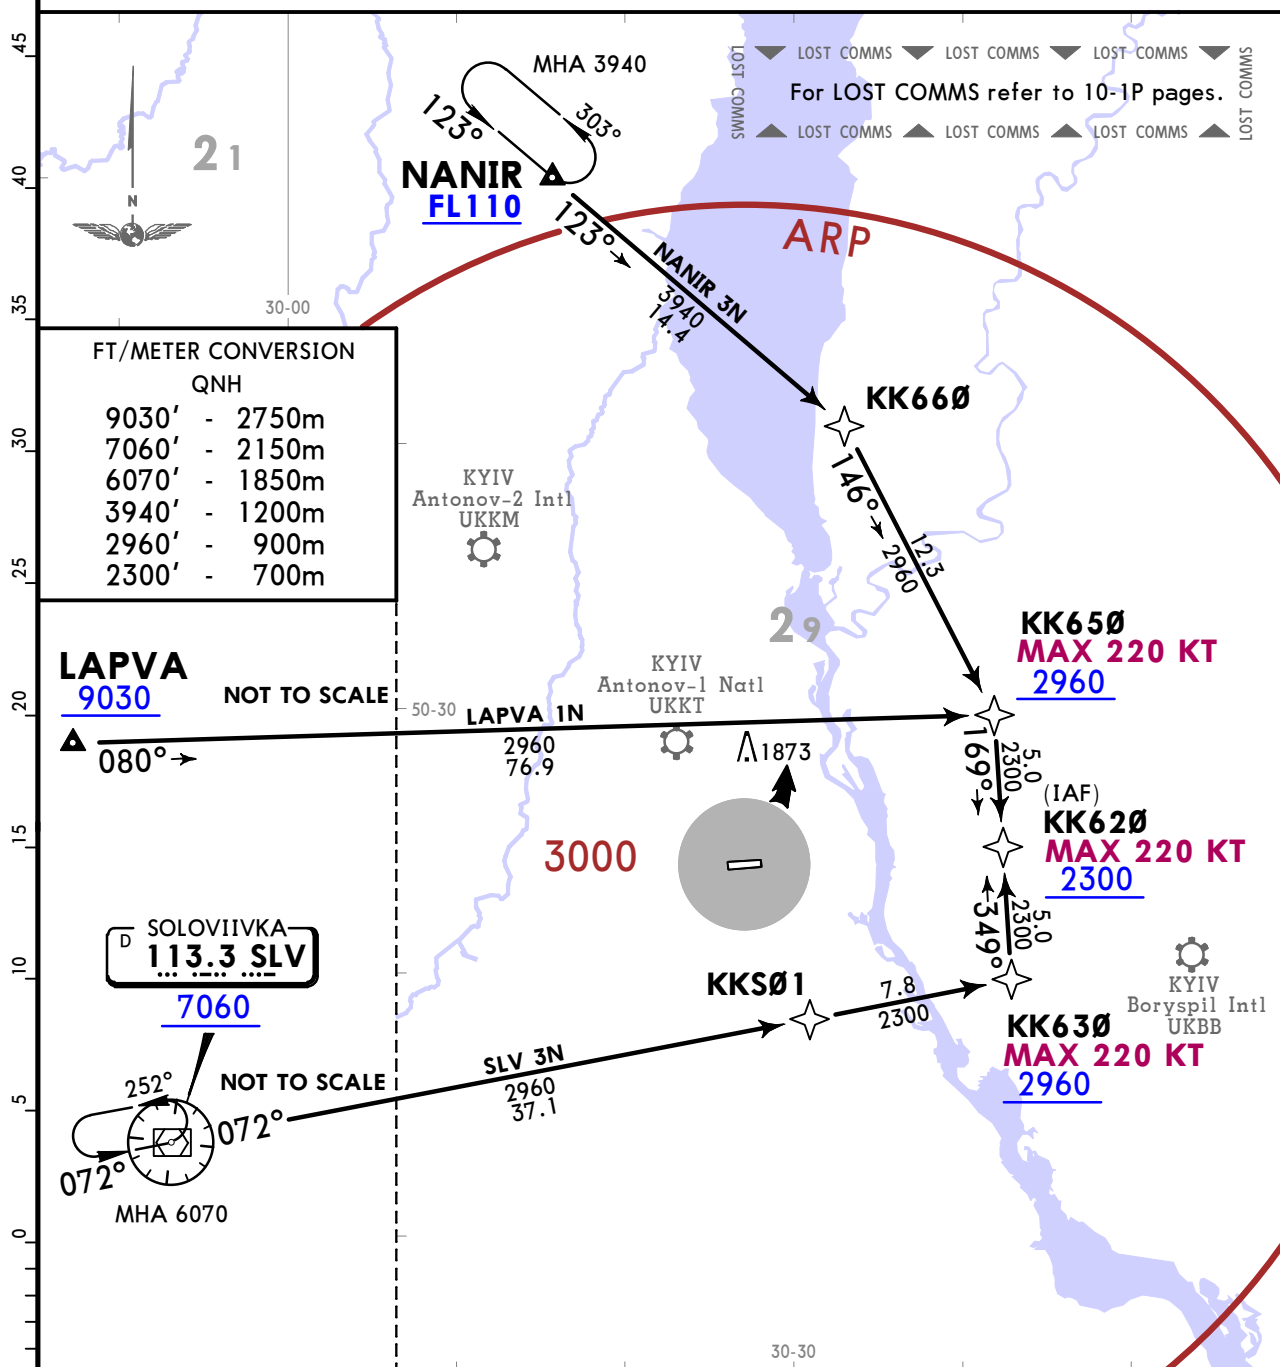 45
40
35
30
25
20
15
10
5
0
MHA 3940
123°
303°
NANIR
FL110
LOST COMMS
LOST COMMS LOST COMMS LOST COMMS
For LOST COMMS refer to 10-1P pages.
LOST COMMS LOST COMMS LOST COMMS
LOST COMMS
21
N
30-00
123°
NANIR 3N
3940
14.4
ARP
FT/METER CONVERSION
QNH
9030' - 2750m
7060' - 2150m
6070' - 1850m
3940' - 1200m
2960' - 900m
2300' - 700m
KK66Ø
146°
12.3
2960
KYIV
Antonov-2 Intl
UKKM
29
KK65Ø
MAX 220 KT
2960
LAPVA
9030
NOT TO SCALE
50-30
KYIV
Antonov-1 Natl
UKKT
080°
LAPVA 1N
2960
76.9
1873
169°
5.0
2300
(IAF)
KK62Ø
MAX 220 KT
2300
3000
349°
5.0
2300
D SOLOVIIVKA
113.3 SLV
7060
KKSØ1
7.8
2300
KYIV
Boryspil Intl
UKBB
KK63Ø
MAX 220 KT
2960
252°
NOT TO SCALE
072°
072°
SLV 3N
2960
37.1
MHA 6070
30-30